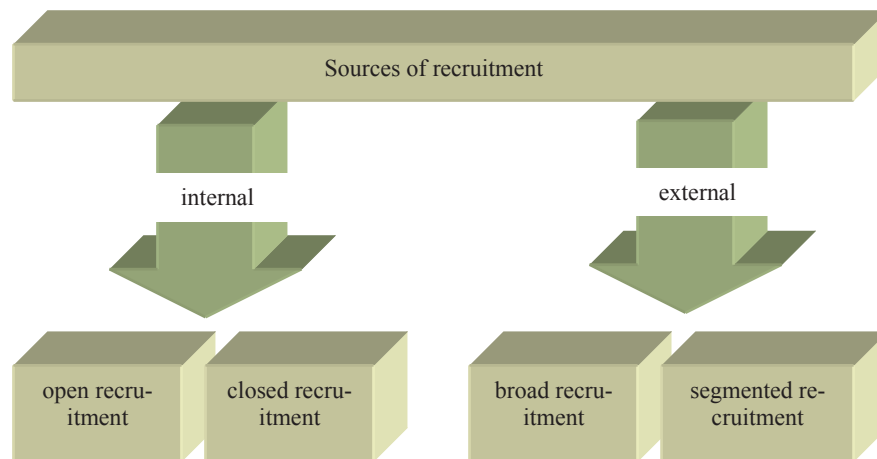 Sources of recruitment
internal
external
open recru-
itment
closed recru-
itment
broad recru-
itment
segmented re-
cruitment